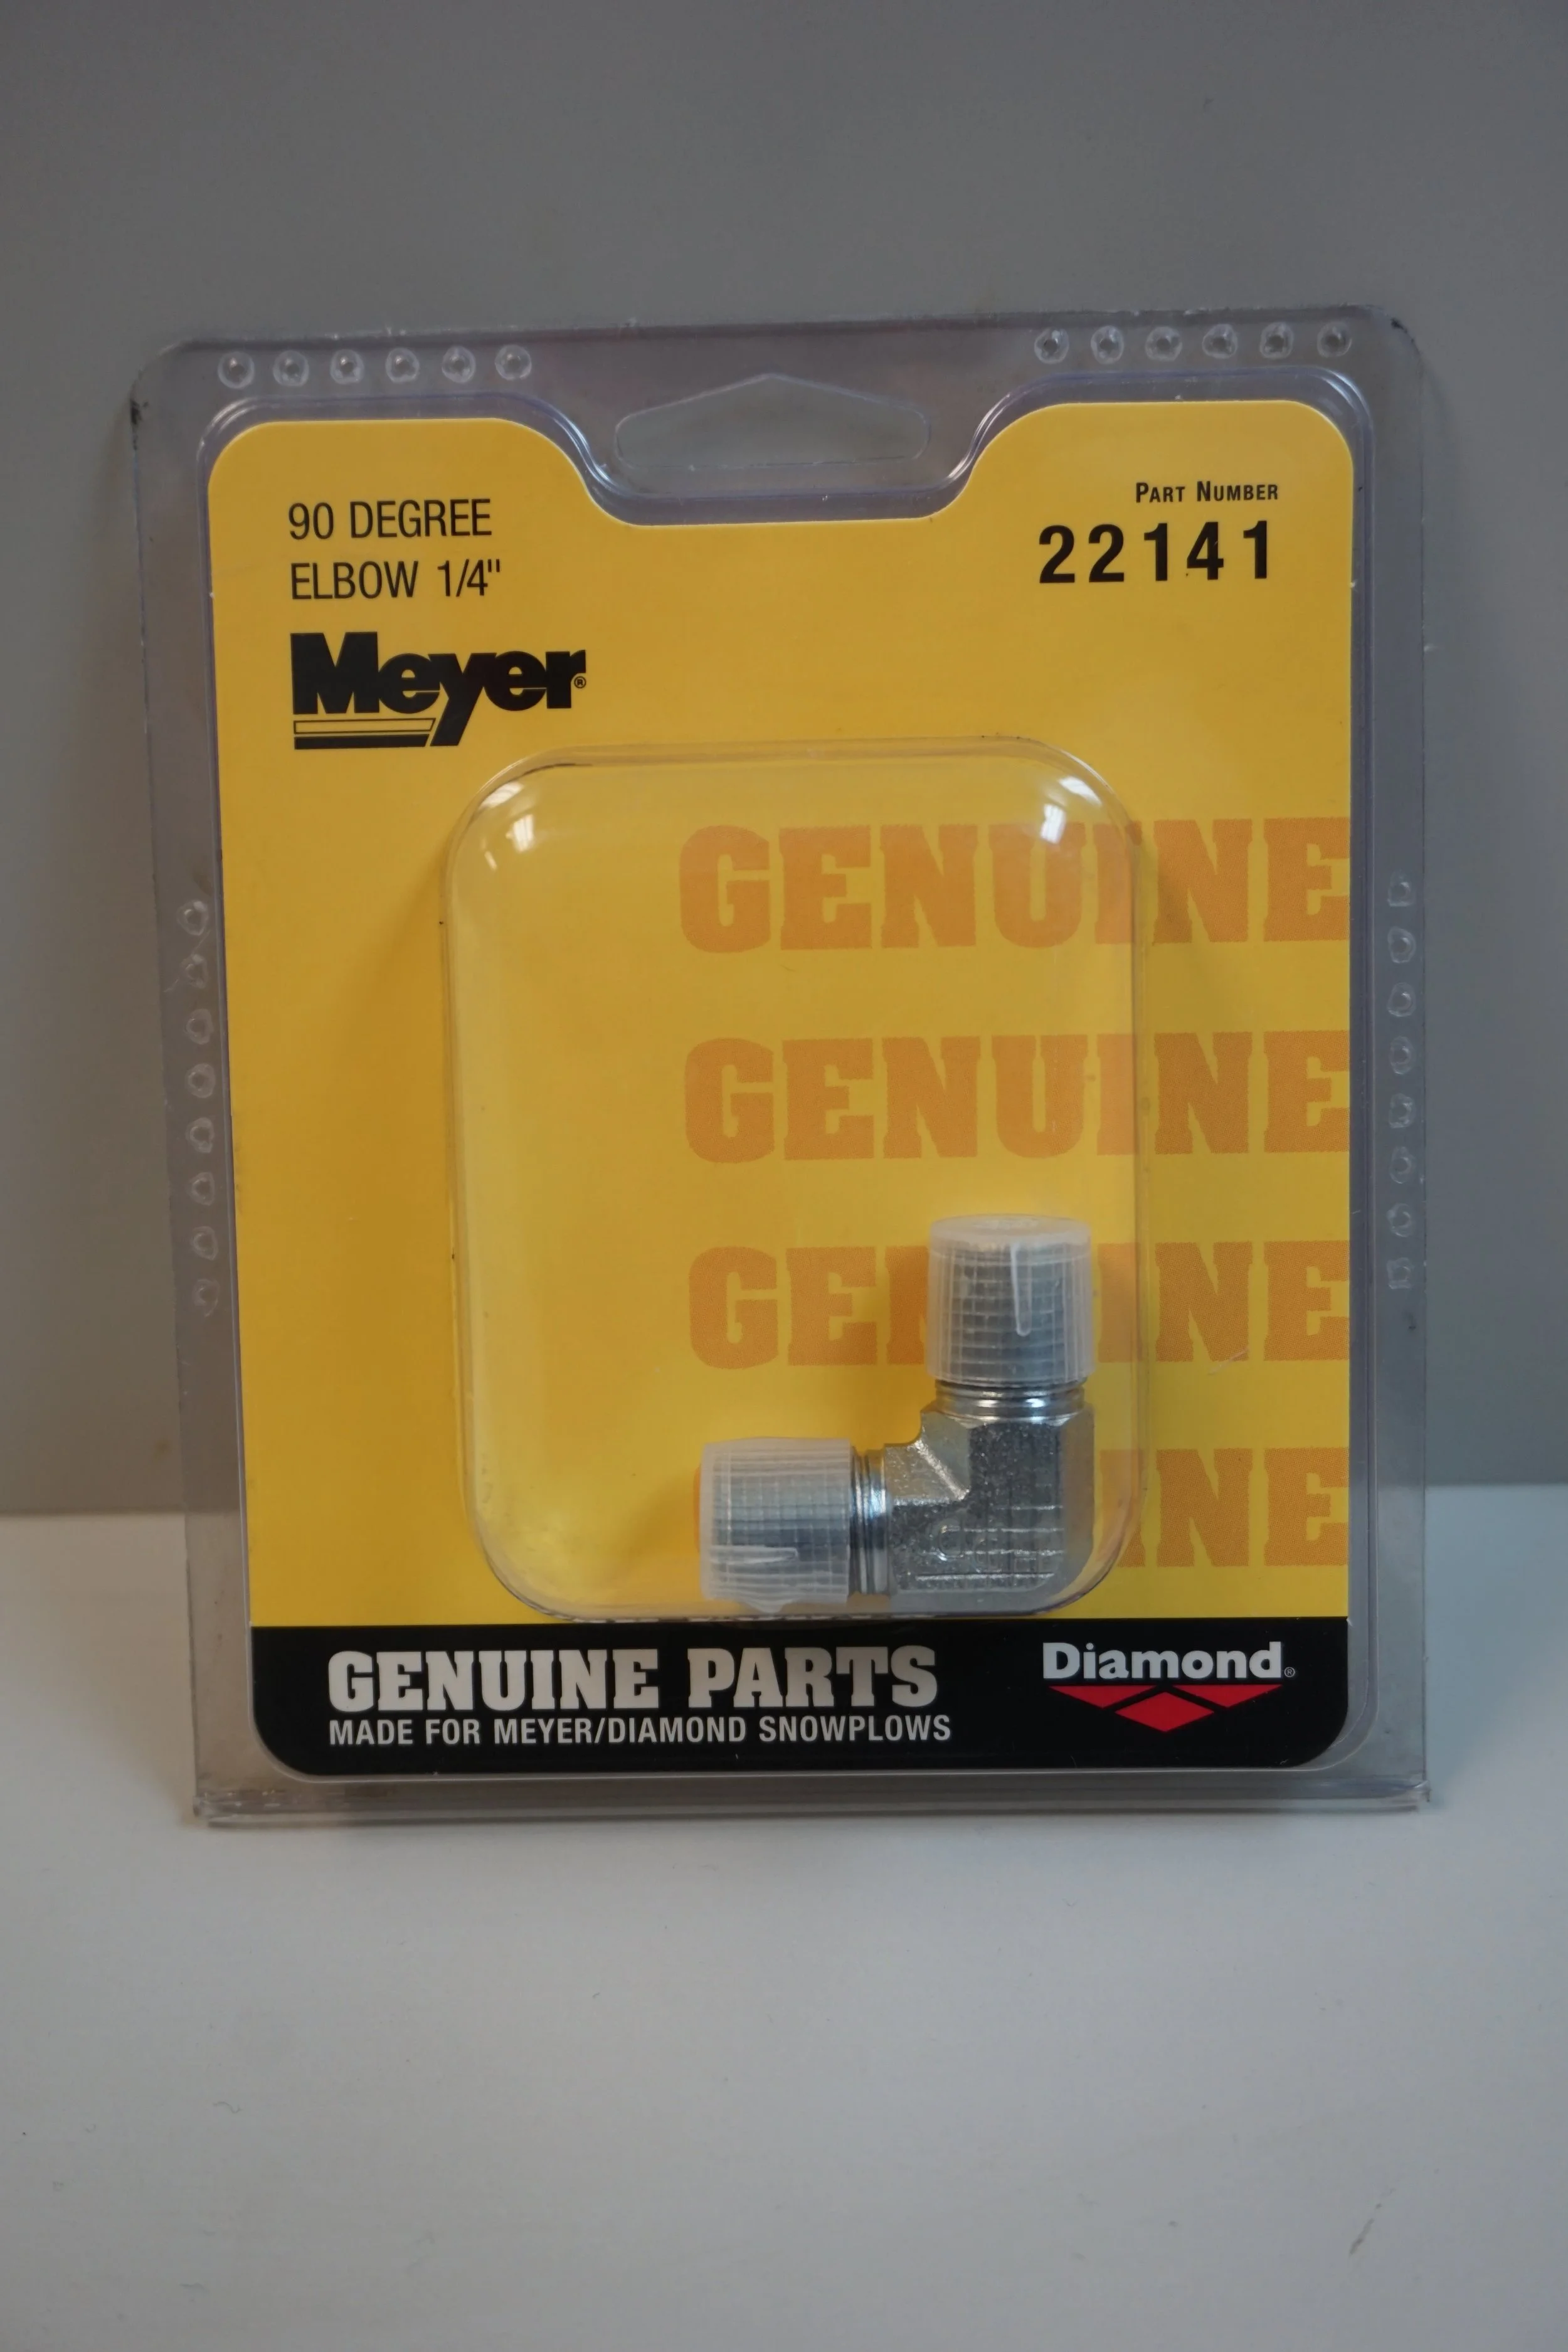 90 DEGREE
ELBOW 1/4"
PART NUMBER
22141
Meyer®
GENUINE
GENUINE
GENUINE
INE
GENUINE PARTS
MADE FOR MEYER/DIAMOND SNOWPLOWS
Diamond®